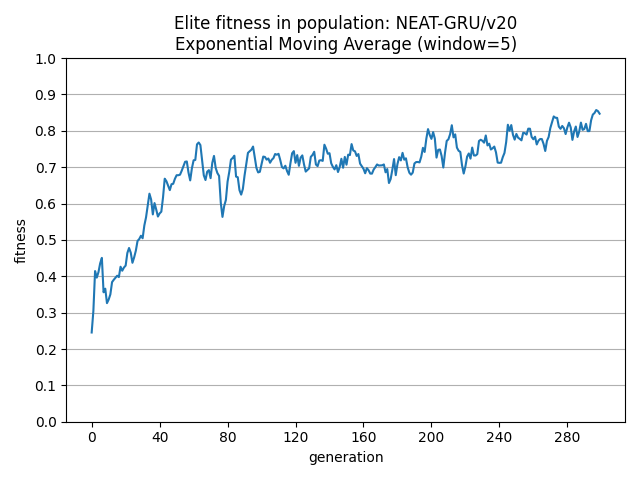 Elite fitness in population: NEAT-GRU/v20
Exponential Moving Average (window=5)
1.0
0.9
0.8
0.7
0.6
0.5
0.4
0.3
0.2
0.1
0.0
fitness
0 40 80 120 160 200 240 280
generation